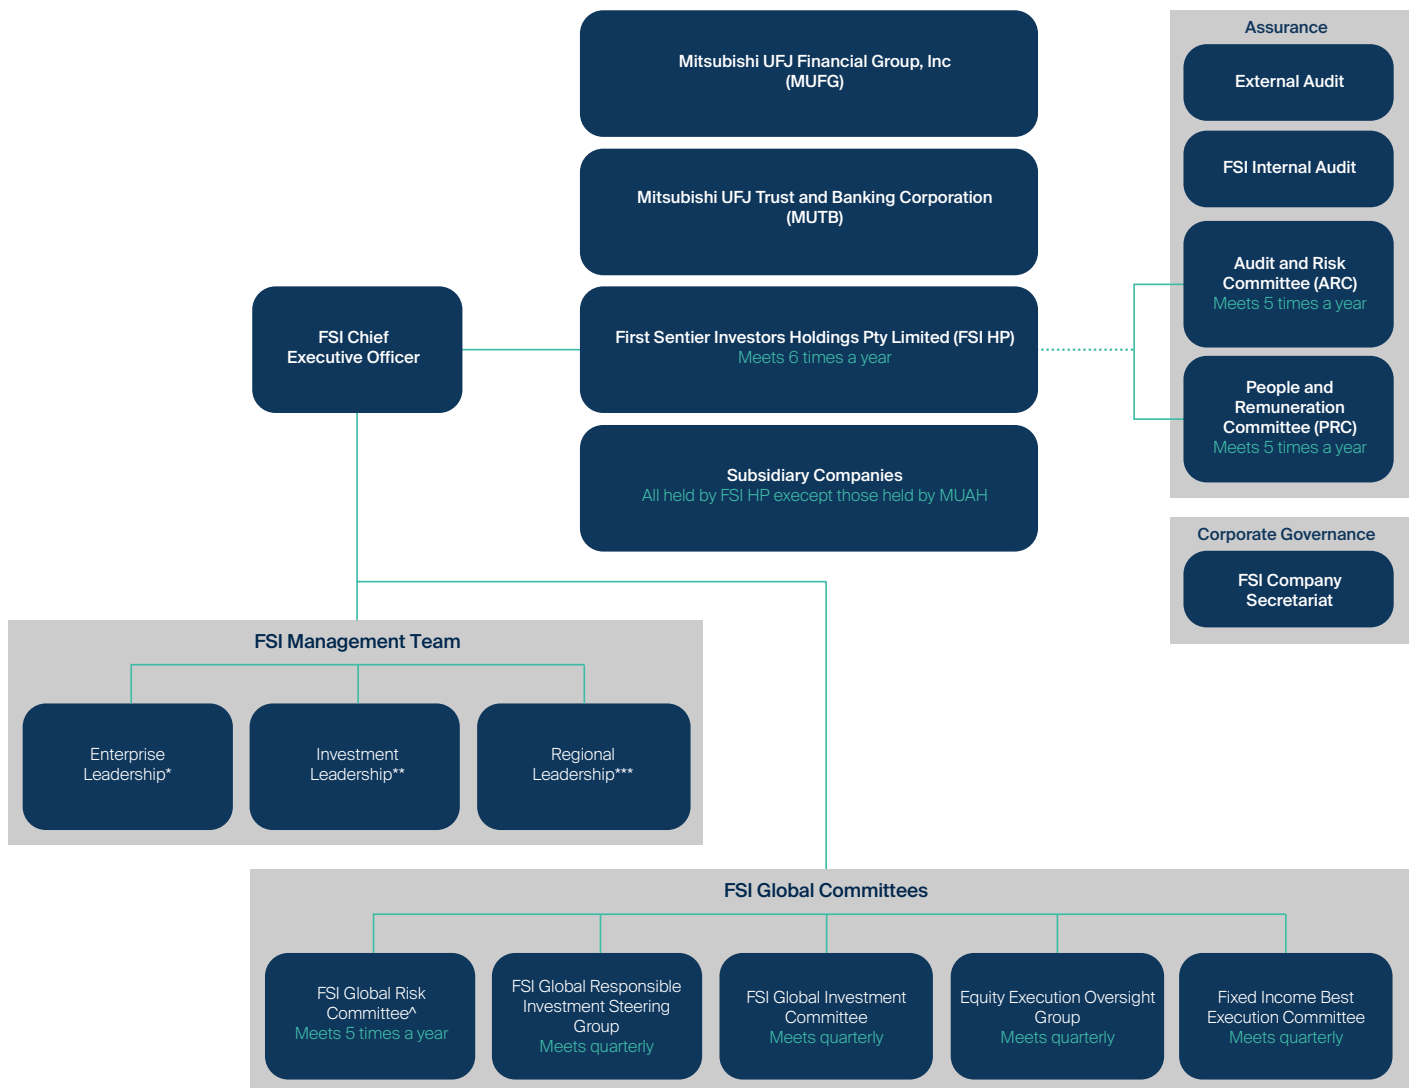 Mitsubishi UFJ Financial Group, Inc
(MUFG)
Mitsubishi UFJ Trust and Banking Corporation
(MUTB)
FSI Chief
Executive Officer
First Sentier Investors Holdings Pty Limited (FSI HP)
Meets 6 times a year
Subsidiary Companies
All held by FSI HP execept those held by MUAH
Assurance
External Audit
FSI Internal Audit
Audit and Risk
Committee (ARC)
Meets 5 times a year
People and
Remuneration
Committee (PRC)
Meets 5 times a year
Corporate Governance
FSI Company
Secretariat
FSI Management Team
Enterprise
Leadership*
Investment
Leadership**
Regional
Leadership***
FSI Global Committees
FSI Global Risk
Committee^
Meets 5 times a year
FSI Global Responsible
Investment Steering
Group
Meets quarterly
FSI Global Investment
Committee
Meets quarterly
Equity Execution Oversight
Group
Meets quarterly
Fixed Income Best
Execution Committee
Meets quarterly